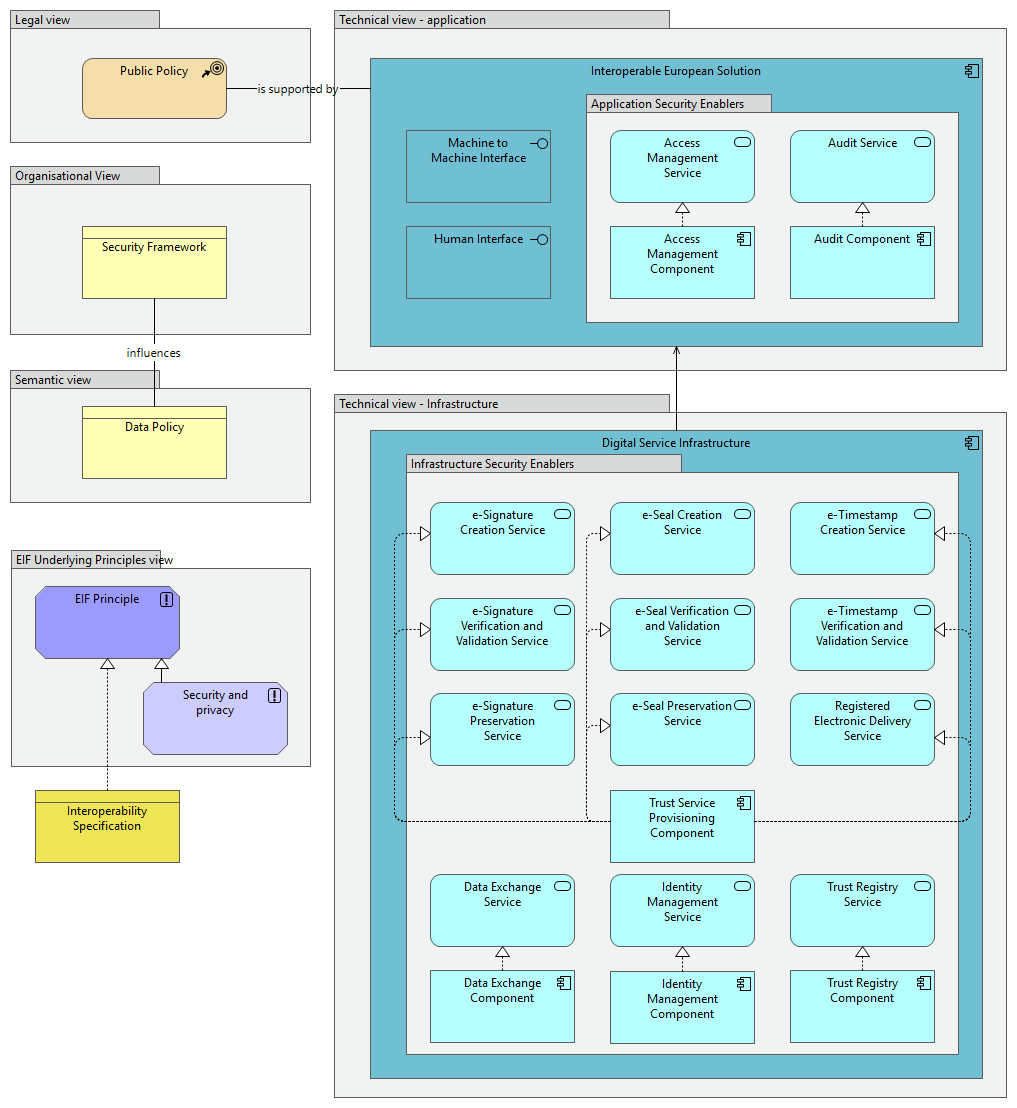 Legal view
Public Policy
is supported by
Organisational View
Security Framework
influences
Semantic view
Data Policy
EIF Underlying Principles view
EIF Principle
Security and
privacy
Interoperability
Specification
Technical view - application
Interoperable European Solution
Machine to
Machine Interface
Human Interface
Application Security Enablers
Access
Management
Service
Audit Service
Access
Management
Component
Audit Component
Technical view - Infrastructure
Digital Service Infrastructure
Infrastructure Security Enablers
e-Signature
Creation Service
e-Seal Creation
Service
e-Timestamp
Creation Service
e-Signature
Verification and
Validation Service
e-Seal Verification
and Validation
Service
e-Timestamp
Verification and
Validation Service
e-Signature
Preservation
Service
e-Seal Preservation
Service
Registered
Electronic Delivery
Service
Trust Service
Provisioning
Component
Data Exchange
Service
Identity
Management
Service
Trust Registry
Service
Data Exchange
Component
Identity
Management
Component
Trust Registry
Component